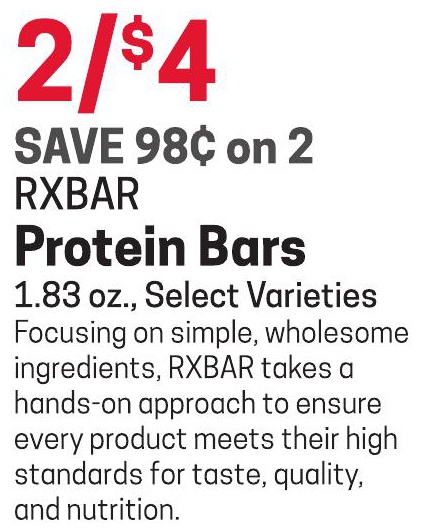 2/$4
SAVE 98¢ on 2
RXBAR
Protein Bars
1.83 oz., Select Varieties
Focusing on simple, wholesome
ingredients, RXBAR takes a
hands-on approach to ensure
every product meets their high
standards for taste, quality,
and nutrition.